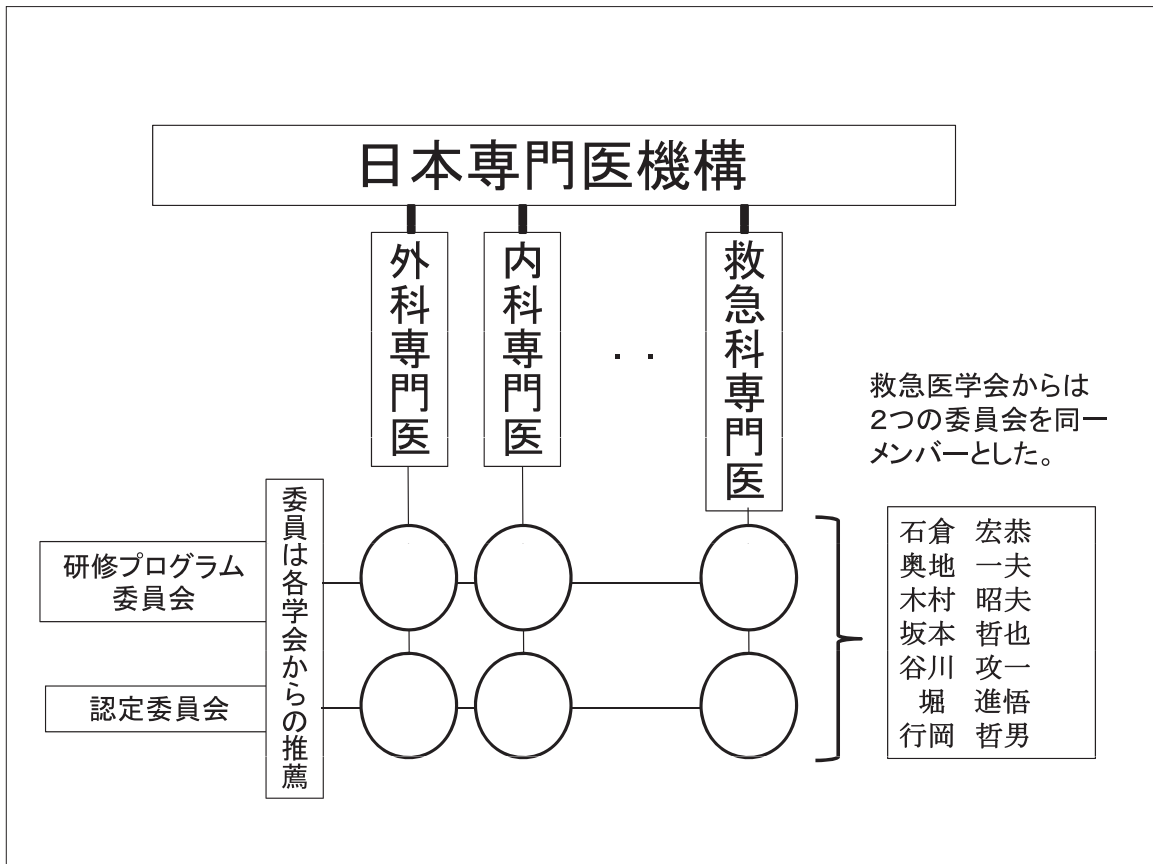 日本専門医機構
外科専門医
内科専門医
. .
救急科専門医
救急医学会からは
２つの委員会を同一
メンバーとした。
委員は各学会からの推薦
研修プログラム
委員会
認定委員会
石倉 宏恭
奥地 一夫
木村 昭夫
坂本 哲也
谷川 攻一
堀 進悟
行岡 哲男